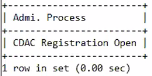 +------------------------+
| Admi. Process          |
+------------------------+
| CDAC Registration Open |
+------------------------+
1 row in set (0.00 sec)